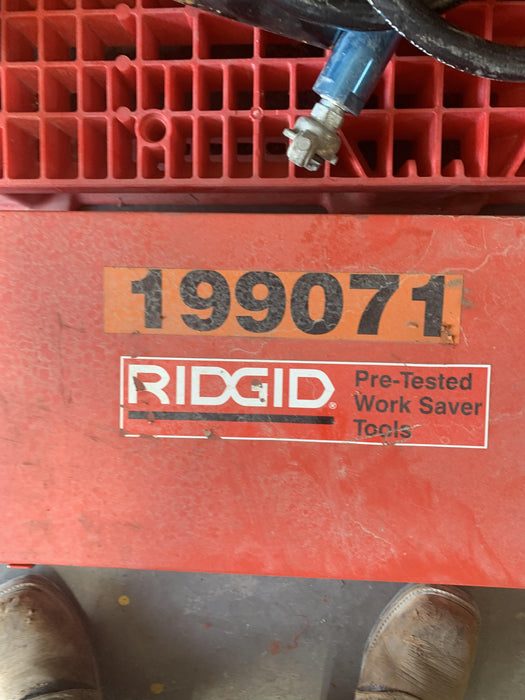 199071
RIDGID®
Pre-Tested
Work Saver
Tools